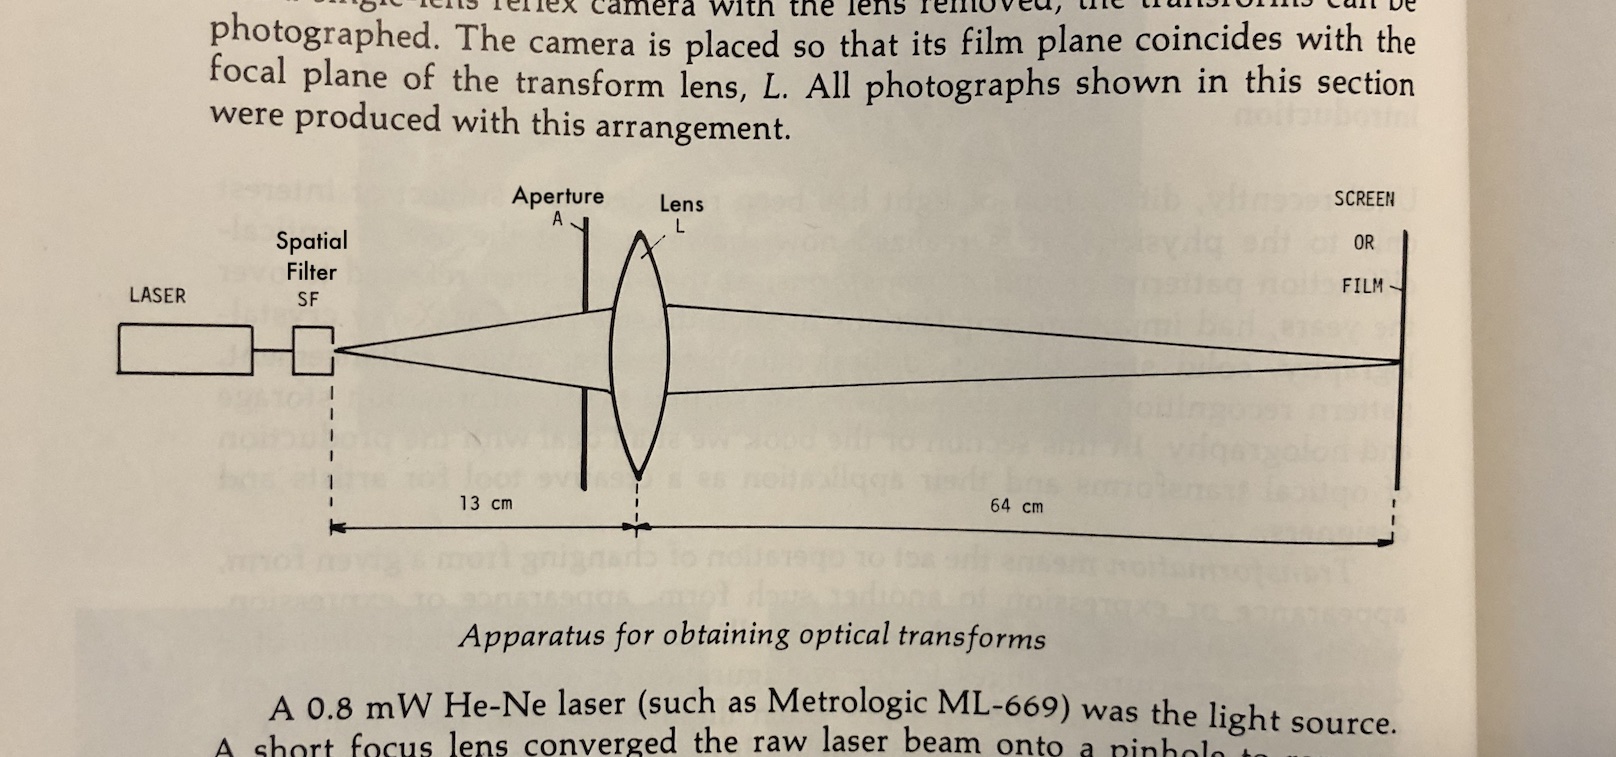 single-lens reflex camera with the lens removed, the transforms can be
photographed. The camera is placed so that its film plane coincides with the
focal plane of the transform lens, L. All photographs shown in this section
were produced with this arrangement.
Aperture
A
Lens
L
SCREEN
OR
FILM
Spatial
Filter
SF
LASER
13 cm
64 cm
Apparatus for obtaining optical transforms
A 0.8 mW He-Ne laser (such as Metrologic ML-669) was the light source.
A short focus lens converged the raw laser beam onto a pinhole to